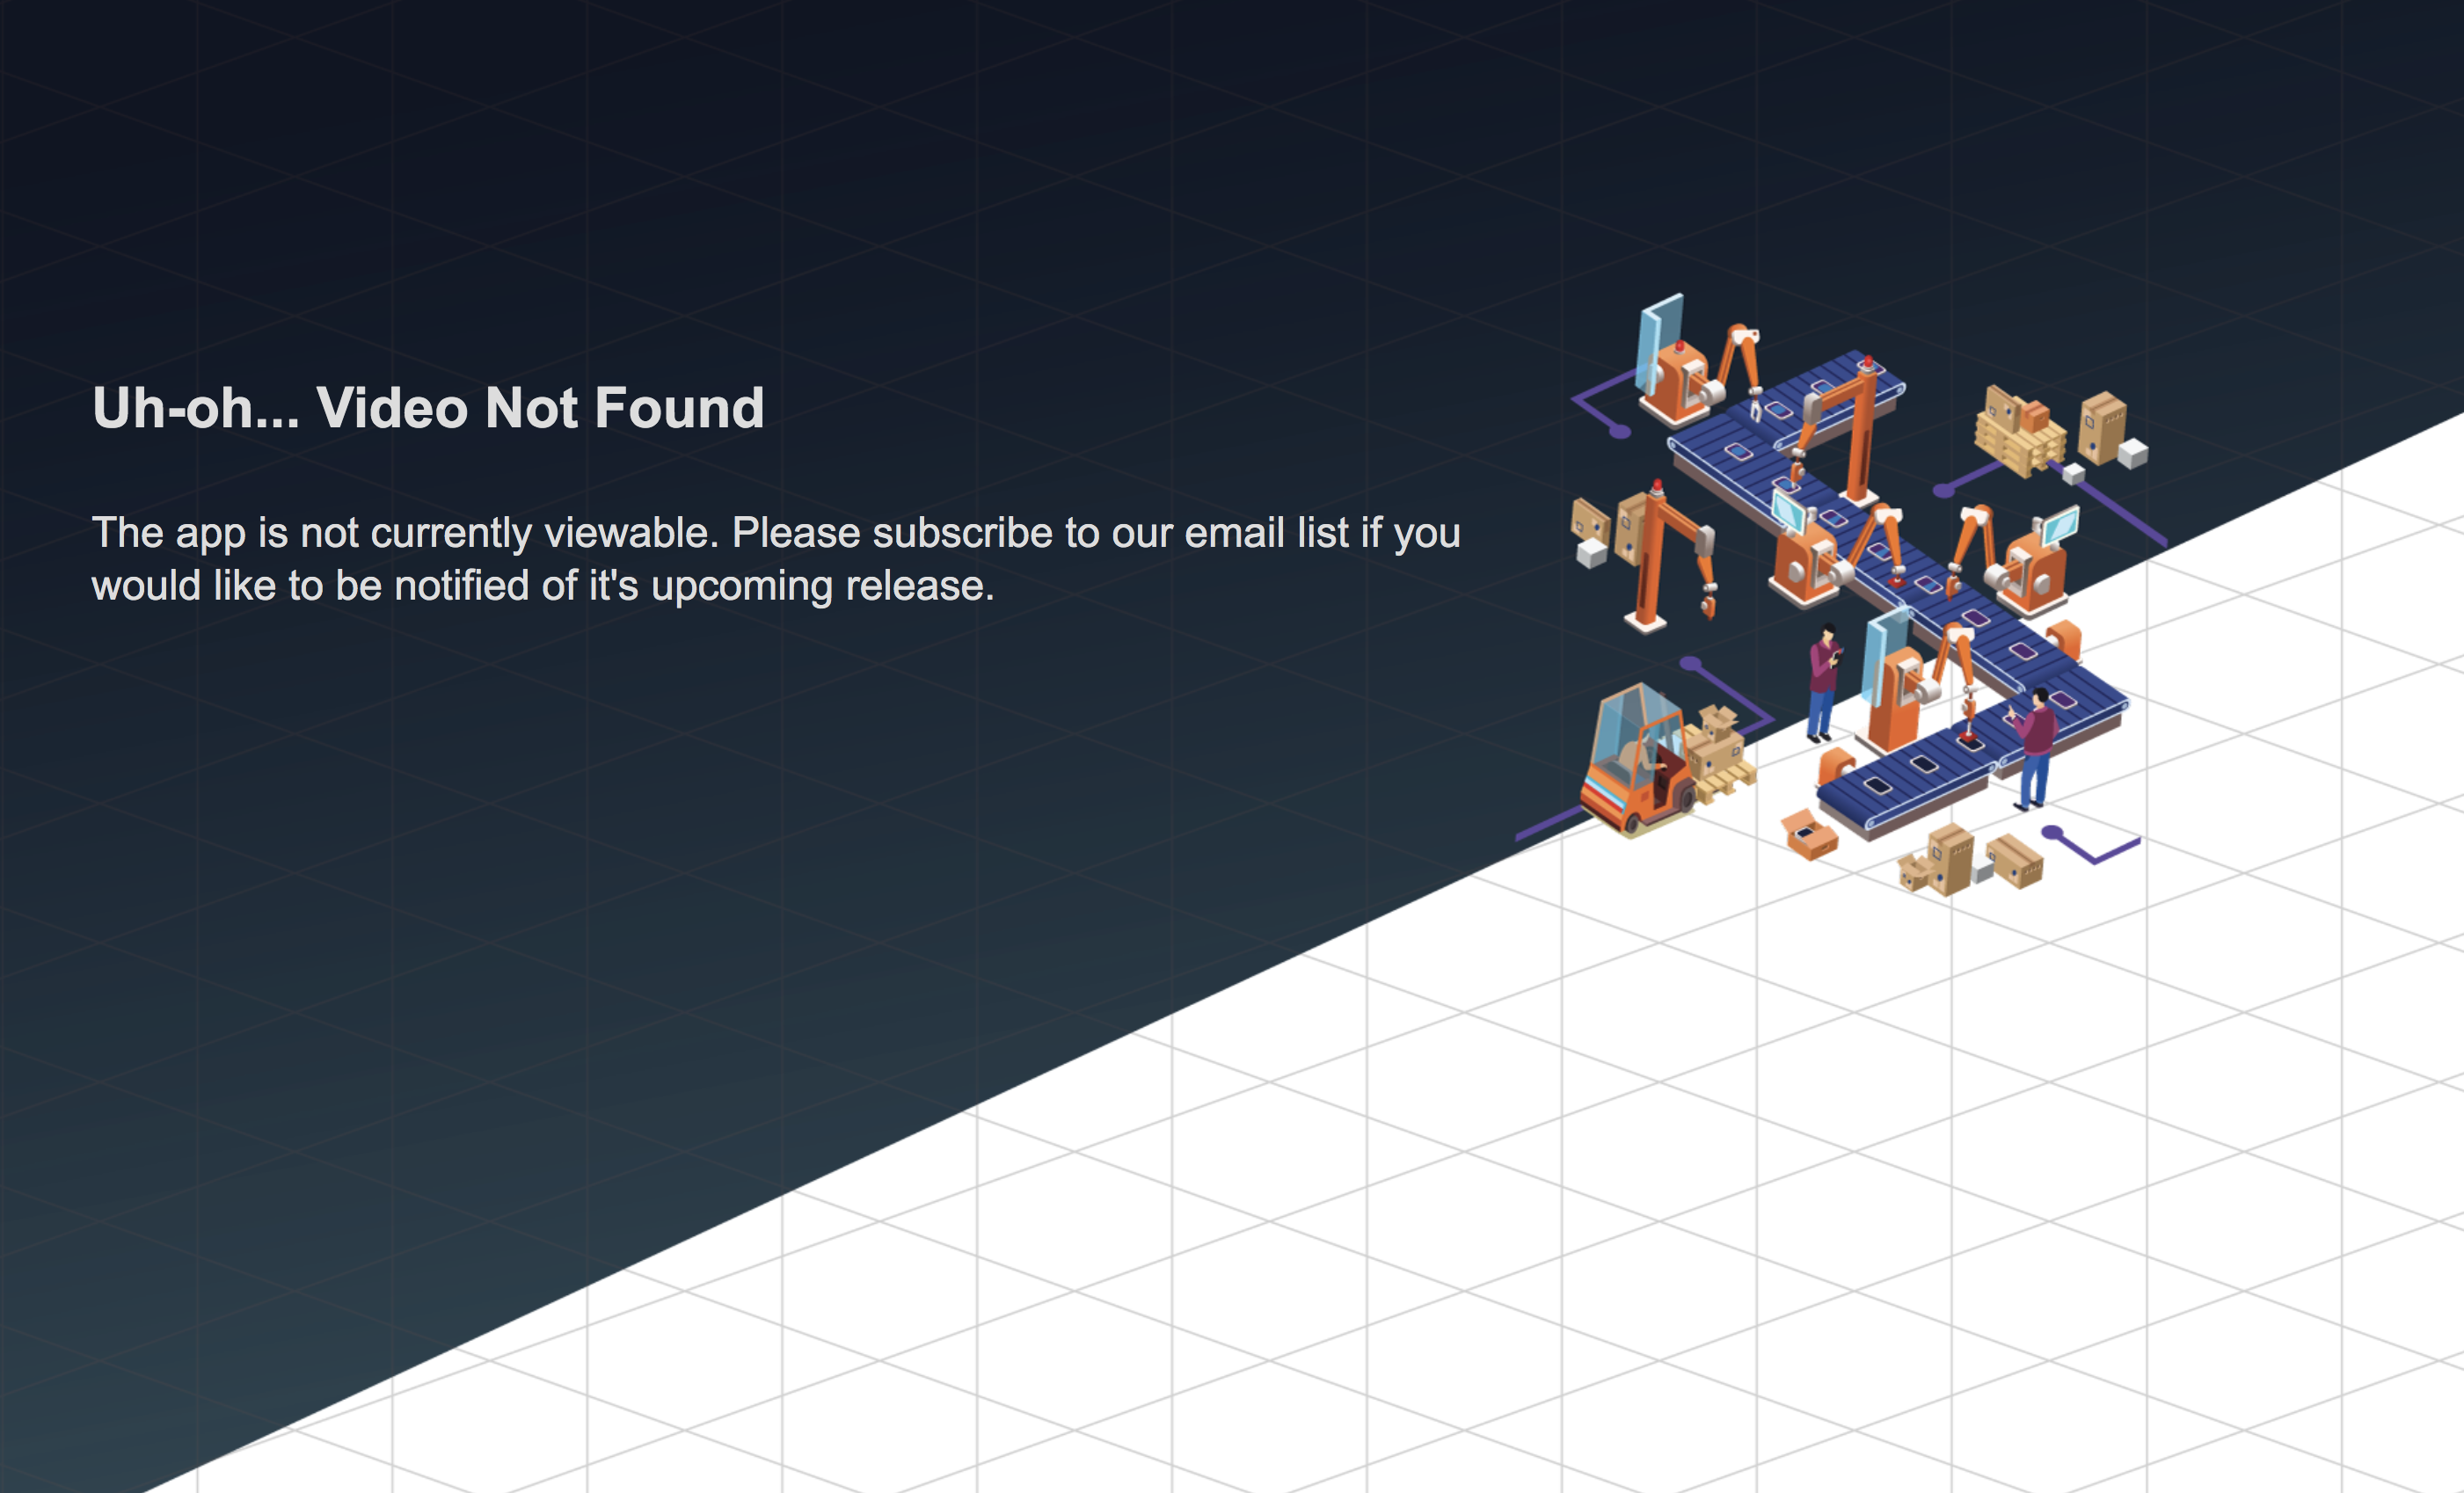 Uh-oh... Video Not Found
The app is not currently viewable. Please subscribe to our email list if you
would like to be notified of it's upcoming release.